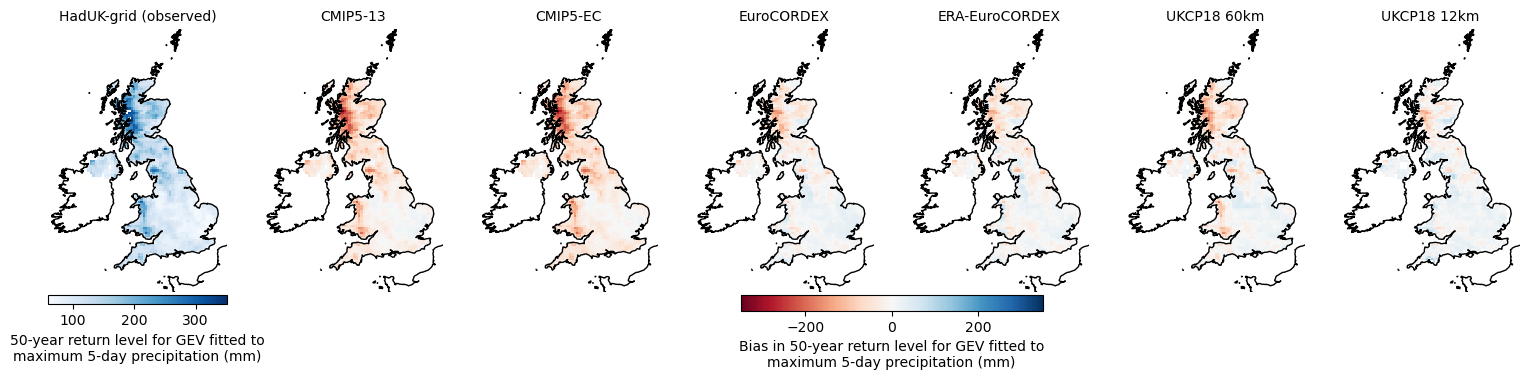 HadUK-grid (observed)
CMIP5-13
CMIP5-EC
EuroCORDEX
ERA-EuroCORDEX
UKCP18 60km
UKCP18 12km
100 200 300
50-year return level for GEV fitted to
maximum 5-day precipitation (mm)
−200 0 200
Bias in 50-year return level for GEV fitted to
maximum 5-day precipitation (mm)